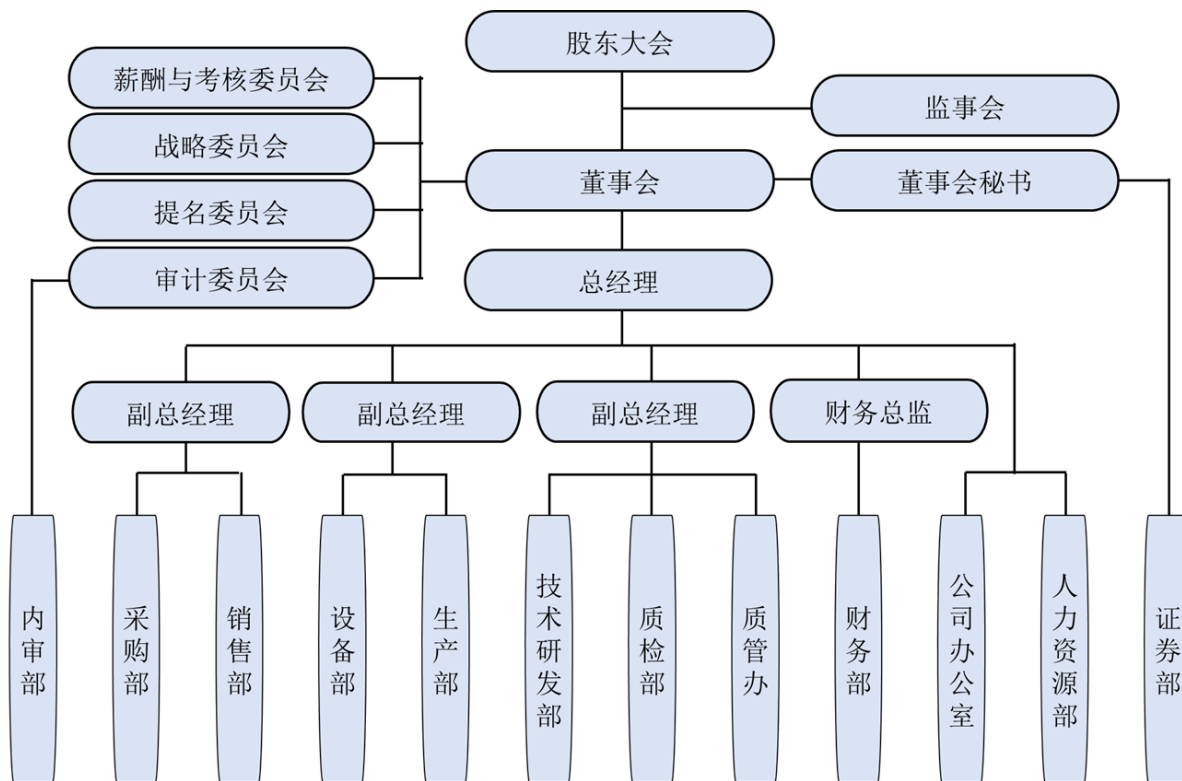 股东大会
薪酬与考核委员会
监事会
战略委员会
董事会
董事会秘书
提名委员会
审计委员会
总经理
副总经理
副总经理
副总经理
财务总监
内审部
采购部
销售部
设备部
生产部
技术研发部
质检部
质管办
财务部
公司办公室
人力资源部
证券部